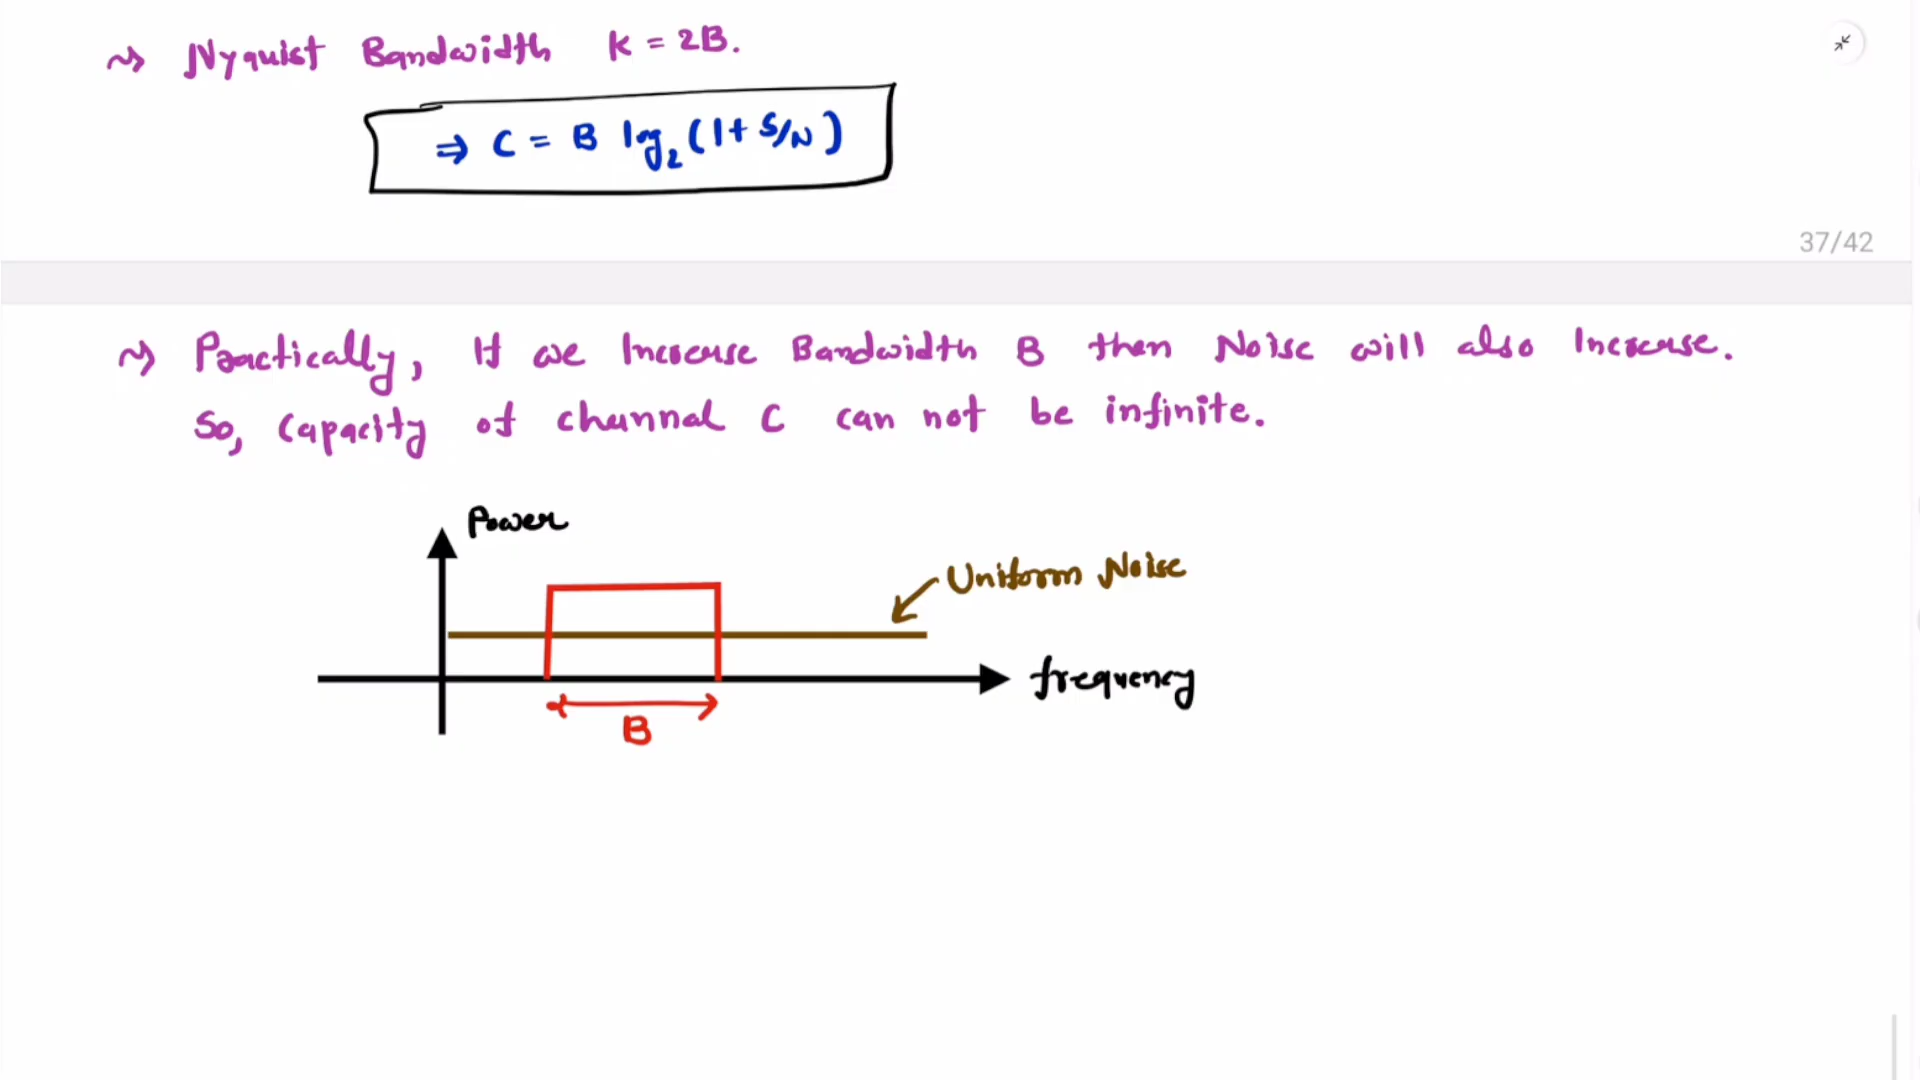 ~> Nyquist Bandwidth K = 2B.
⇒ C = B log₂ (1+ S/N)
37/42
~> Practically, If we Increase Bandwidth B then Noise will also Increase.
So, Capacity of channal C can not be infinite.
Power
Uniform Noise
frequency
B